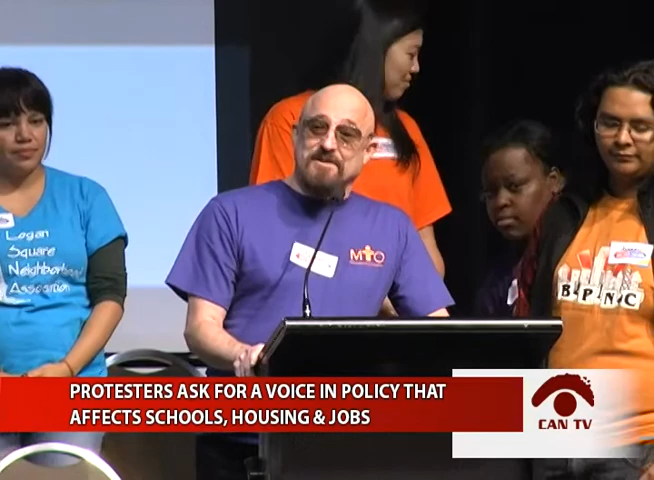 Logan
Square
Neighborhood
Association
MTO
BPNC
PROTESTERS ASK FOR A VOICE IN POLICY THAT
AFFECTS SCHOOLS, HOUSING & JOBS
CAN TV